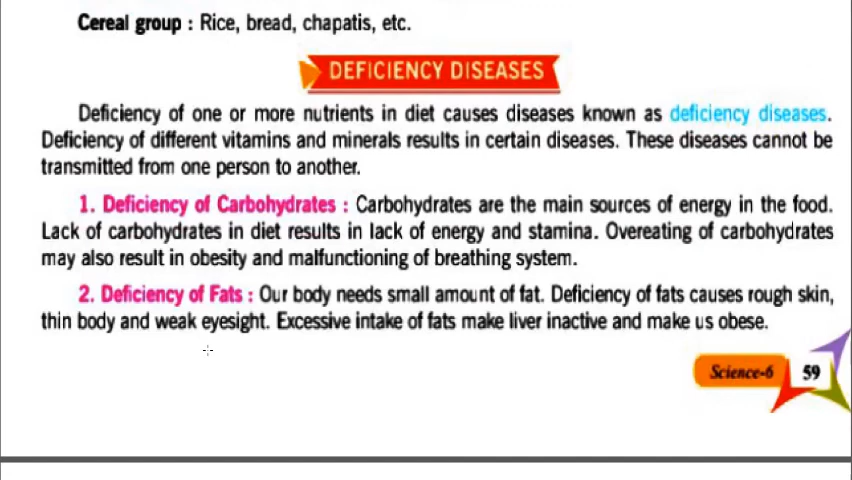 Cereal group : Rice, bread, chapatis, etc.
DEFICIENCY DISEASES
Deficiency of one or more nutrients in diet causes diseases known as deficiency diseases.
Deficiency of different vitamins and minerals results in certain diseases. These diseases cannot be
transmitted from one person to another.
1. Deficiency of Carbohydrates : Carbohydrates are the main sources of energy in the food.
Lack of carbohydrates in diet results in lack of energy and stamina. Overeating of carbohydrates
may also result in obesity and malfunctioning of breathing system.
2. Deficiency of Fats : Our body needs small amount of fat. Deficiency of fats causes rough skin,
thin body and weak eyesight. Excessive intake of fats make liver inactive and make us obese.
Science-6 59